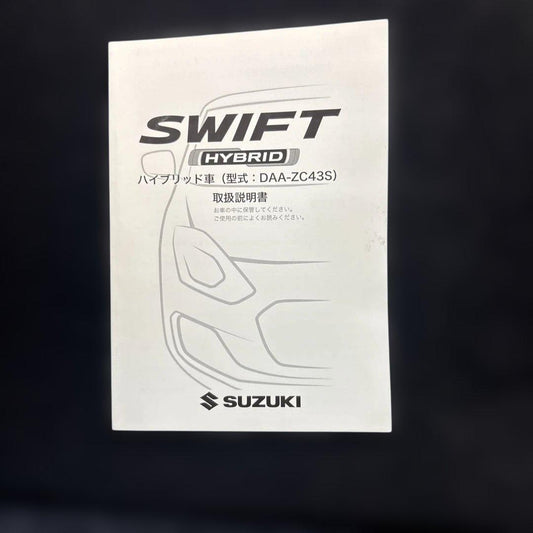 SWIFT
HYBRID
ハイブリッド車（型式：DAA-ZC43S）
取扱説明書
お車の中に保管してください。
ご使用の前によくお読みください。
SUZUKI